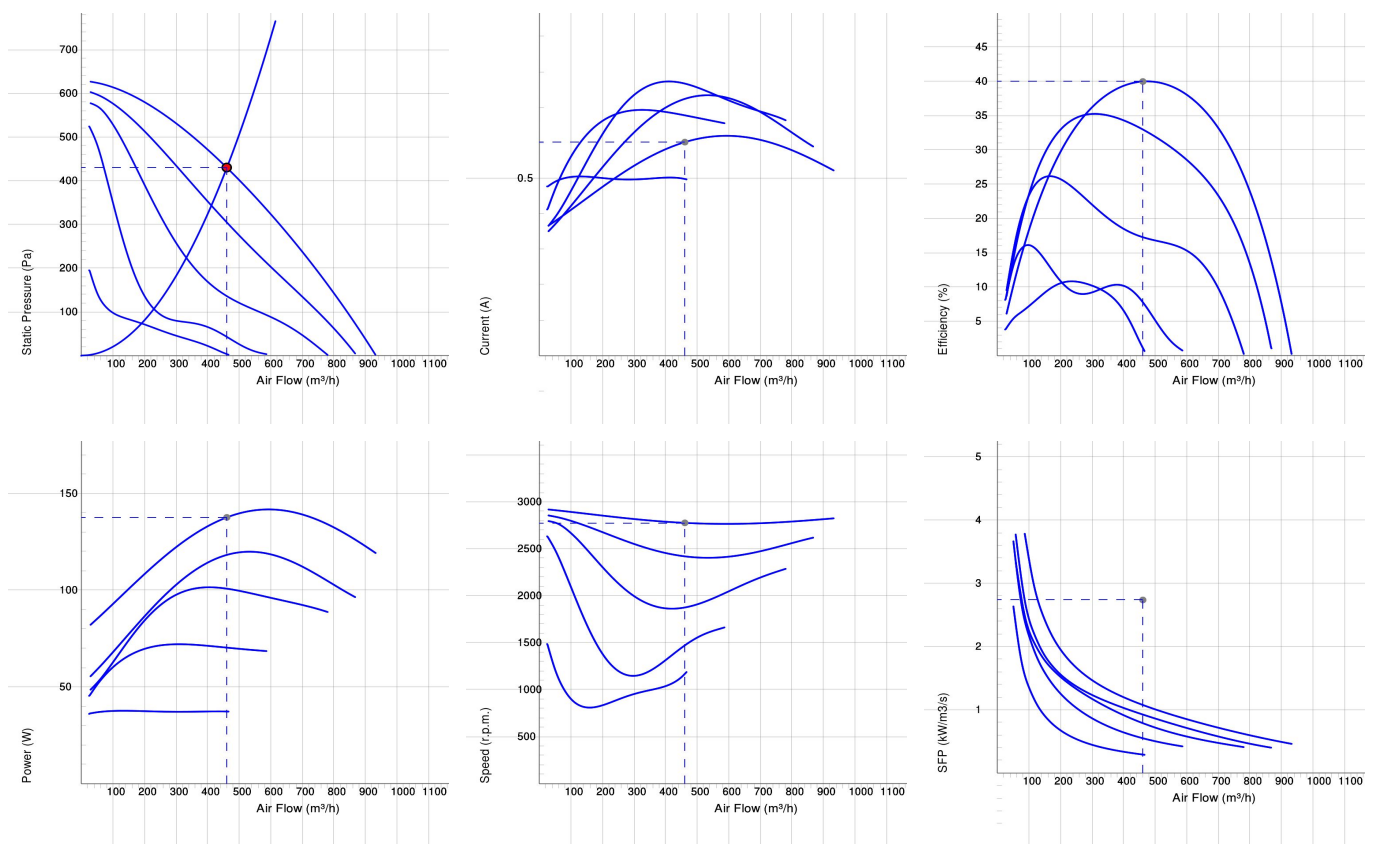 Static Pressure (Pa)
700
600
500
400
300
200
100
100 200 300 400 500 600 700 800 900 1000 1100
Air Flow (m³/h)
Current (A)
0.5
100 200 300 400 500 600 700 800 900 1000 1100
Air Flow (m³/h)
Efficiency (%)
45
40
35
30
25
20
15
10
5
100 200 300 400 500 600 700 800 900 1000 1100
Air Flow (m³/h)
Power (W)
150
100
50
100 200 300 400 500 600 700 800 900 1000 1100
Air Flow (m³/h)
Speed (r.p.m.)
3000
2500
2000
1500
1000
500
100 200 300 400 500 600 700 800 900 1000 1100
Air Flow (m³/h)
SFP (kW/m3/s)
5
4
3
2
1
100 200 300 400 500 600 700 800 900 1000 1100
Air Flow (m³/h)